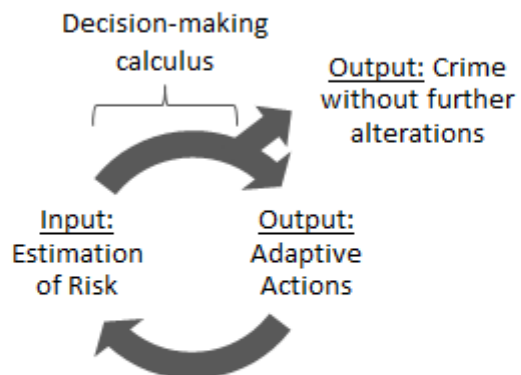 Decision-making
calculus
Output: Crime
without further
alterations
Input:
Estimation
of Risk
Output:
Adaptive
Actions